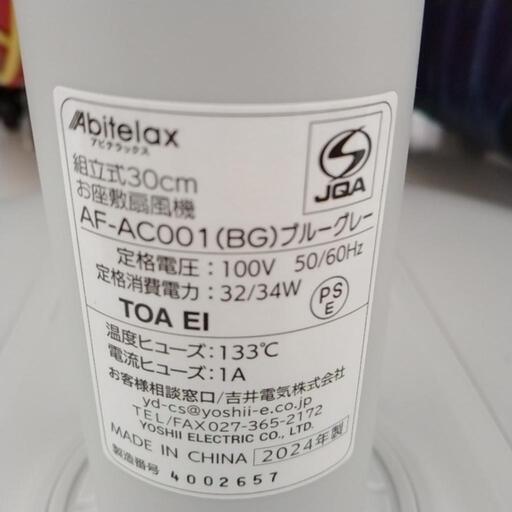 Abitelax
アビテラックス
JQA
組立式30cm
お座敷扇風機
AF-AC001(BG)ブルーグレー
定格電圧：100V 50/60Hz
定格消費電力：32/34W
PS
E
TOA EI
温度ヒューズ：133℃
電流ヒューズ：1A
お客様相談窓口/吉井電気株式会社
yd-cs@yoshii-e.co.jp
TEL/FAX 027-365-2172
YOSHII ELECTRIC CO., LTD.
MADE IN CHINA 2024年製
製造番号 4002657